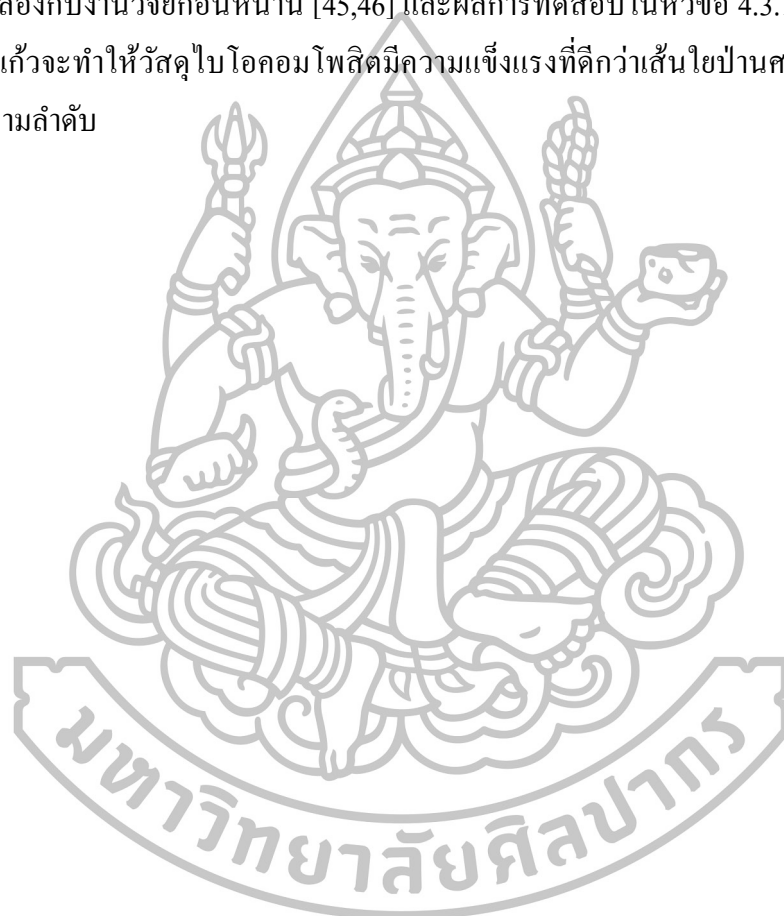 ล้องกับงานวิจัยก่อนหน้านี้ [45,46] และผลการทดสอบในหัวข้อ 4.3.
แก้วจะทำให้วัสดุไบโอคอมโพสิตมีความแข็งแรงที่ดีกว่าเส้นใยป่านศ
ามลำดับ
มหาวิทยาลัยศิลปากร